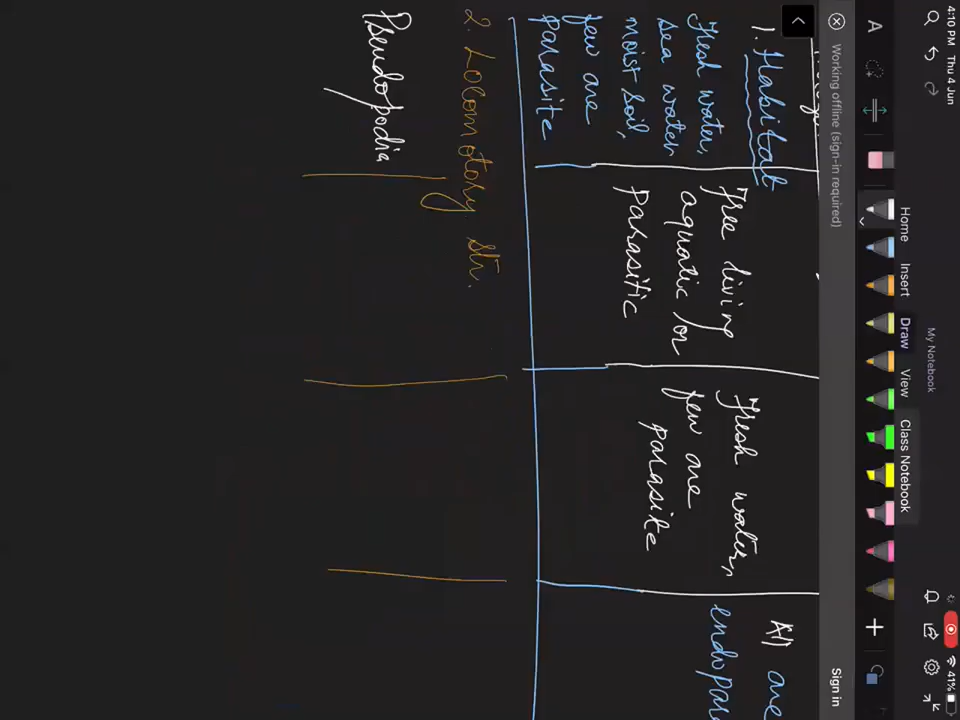 4:10 PM Thu 4 Jun
41%
My Notebook
Home Insert Draw View Class Notebook
Working offline (sign-in required)
Sign in
1. Habitat
Fresh water,
sea water
moist soil,
few are
parasite
Free living
aquatic or
parasitic
Fresh water,
few are
parasite
All are
endopara
2. Locomotory str.
Pseudopodia